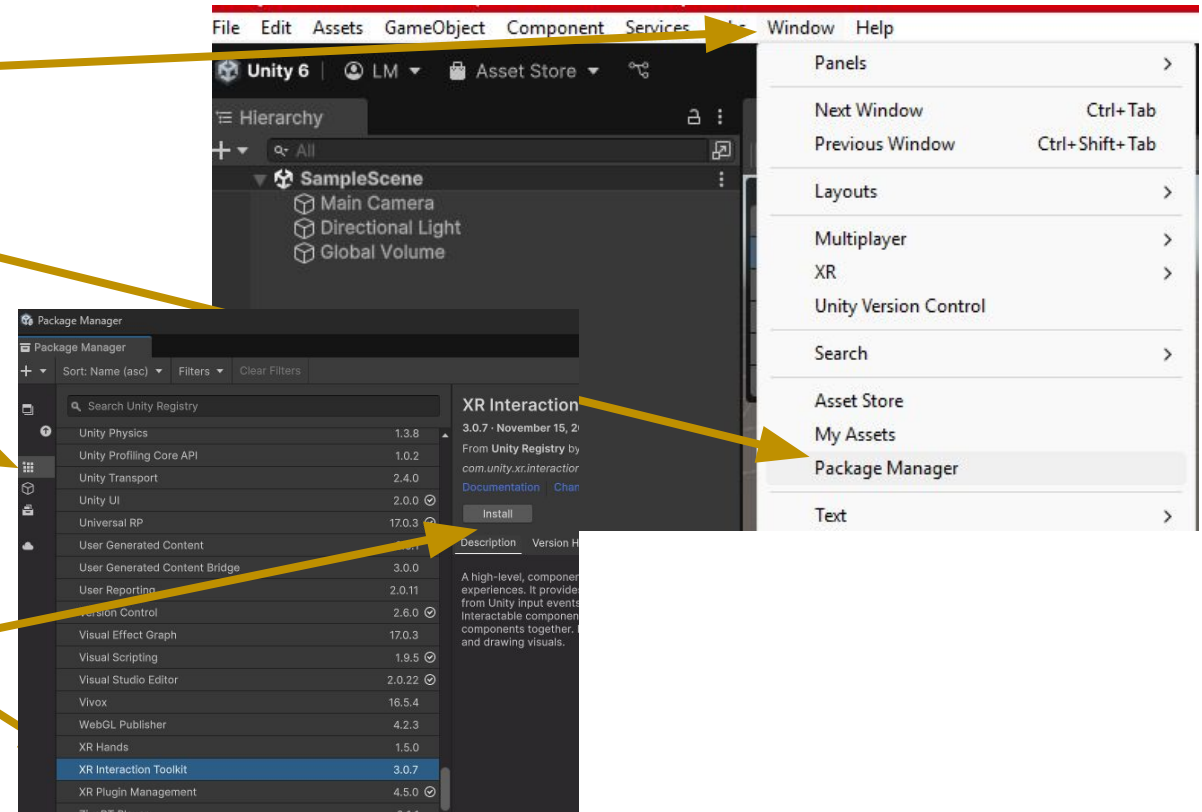 File Edit Assets GameObject Component Services Window Help
Unity 6 LM Asset Store
Hierarchy
All
SampleScene
Main Camera
Directional Light
Global Volume
Panels >
Next Window Ctrl+Tab
Previous Window Ctrl+Shift+Tab
Layouts >
Multiplayer >
XR >
Unity Version Control
Search >
Asset Store
My Assets
Package Manager
Text >
Package Manager
Package Manager
+ Sort: Name (asc) Filters Clear Filters
Search Unity Registry
Unity Physics 1.3.8
Unity Profiling Core API 1.0.2
Unity Transport 2.4.0
Unity UI 2.0.0
Universal RP 17.0.3
User Generated Content
User Generated Content Bridge 3.0.0
User Reporting 2.0.11
Version Control 2.6.0
Visual Effect Graph 17.0.3
Visual Scripting 1.9.5
Visual Studio Editor 2.0.22
Vivox 16.5.4
WebGL Publisher 4.2.3
XR Hands 1.5.0
XR Interaction Toolkit 3.0.7
XR Plugin Management 4.5.0
XR Interaction
3.0.7 · November 15, 2
From Unity Registry by
com.unity.xr.interaction
Documentation Chan
Install
Description Version H
A high-level, componen
experiences. It provide
from Unity input events
Interactable componen
components together.
and drawing visuals.